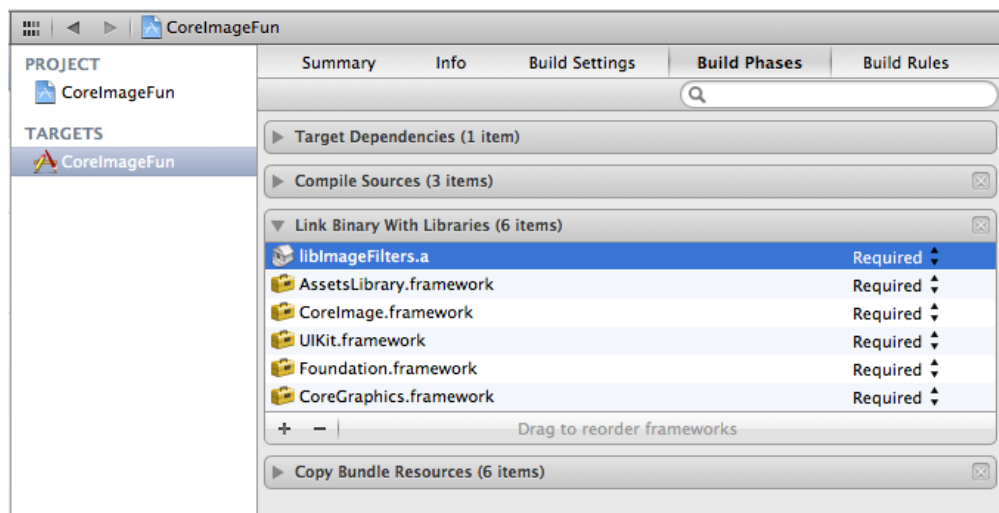 CoreImageFun
PROJECT
CoreImageFun
TARGETS
CoreImageFun
Summary Info Build Settings Build Phases Build Rules
Target Dependencies (1 item)
Compile Sources (3 items)
Link Binary With Libraries (6 items)
libImageFilters.a Required
AssetsLibrary.framework Required
CoreImage.framework Required
UIKit.framework Required
Foundation.framework Required
CoreGraphics.framework Required
+ − Drag to reorder frameworks
Copy Bundle Resources (6 items)